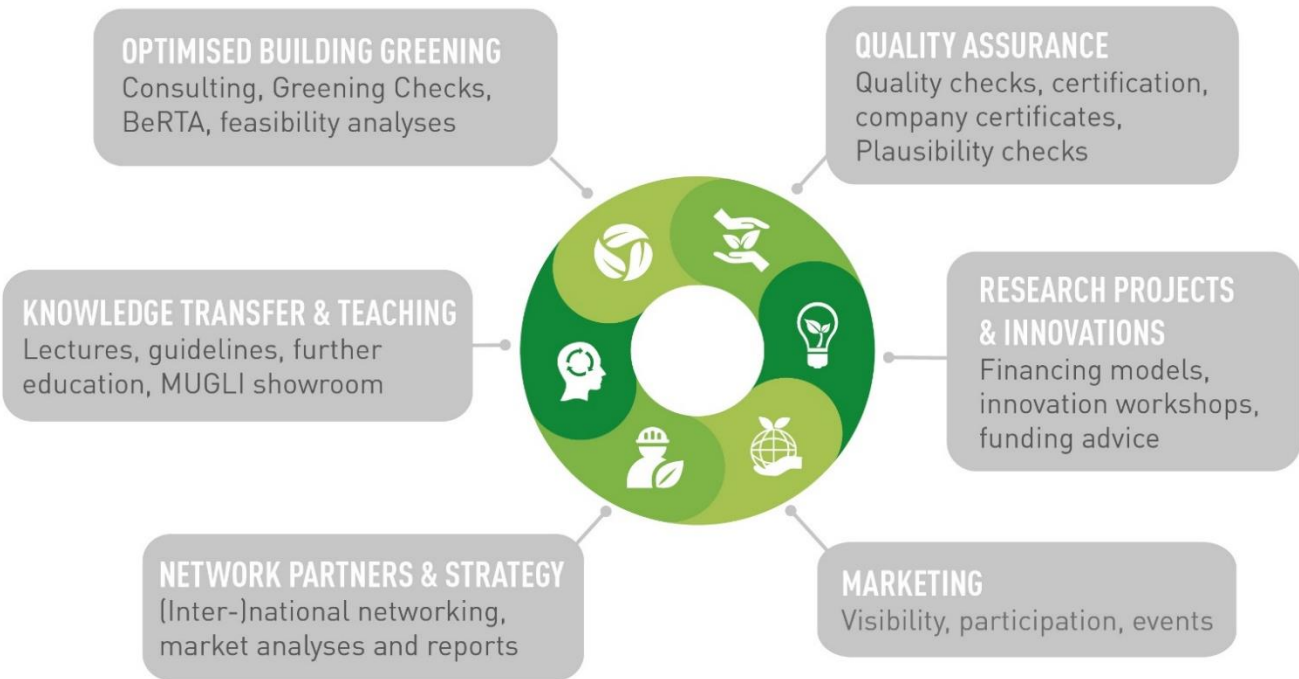 OPTIMISED BUILDING GREENING
Consulting, Greening Checks,
BeRTA, feasibility analyses
QUALITY ASSURANCE
Quality checks, certification,
company certificates,
Plausibility checks
KNOWLEDGE TRANSFER & TEACHING
Lectures, guidelines, further
education, MUGLI showroom
RESEARCH PROJECTS
& INNOVATIONS
Financing models,
innovation workshops,
funding advice
NETWORK PARTNERS & STRATEGY
(Inter-)national networking,
market analyses and reports
MARKETING
Visibility, participation, events